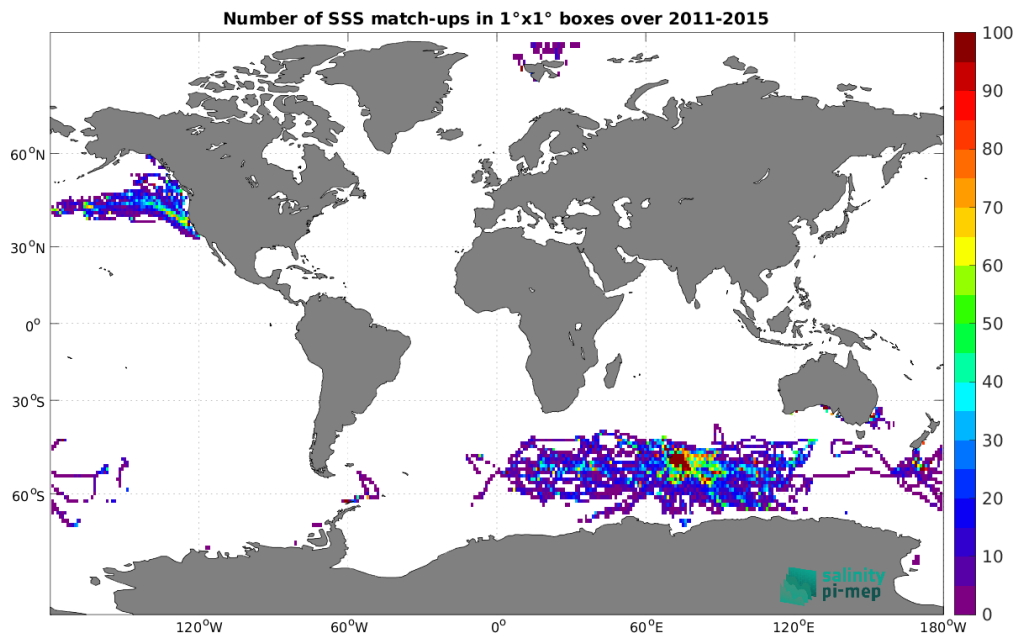 Number of SSS match-ups in 1°x1° boxes over 2011-2015
100
90
80
70
60
50
40
30
20
10
0
60°N
30°N
0°
30°S
60°S
salinity
pi-mep
120°W 60°W 0° 60°E 120°E 180°W